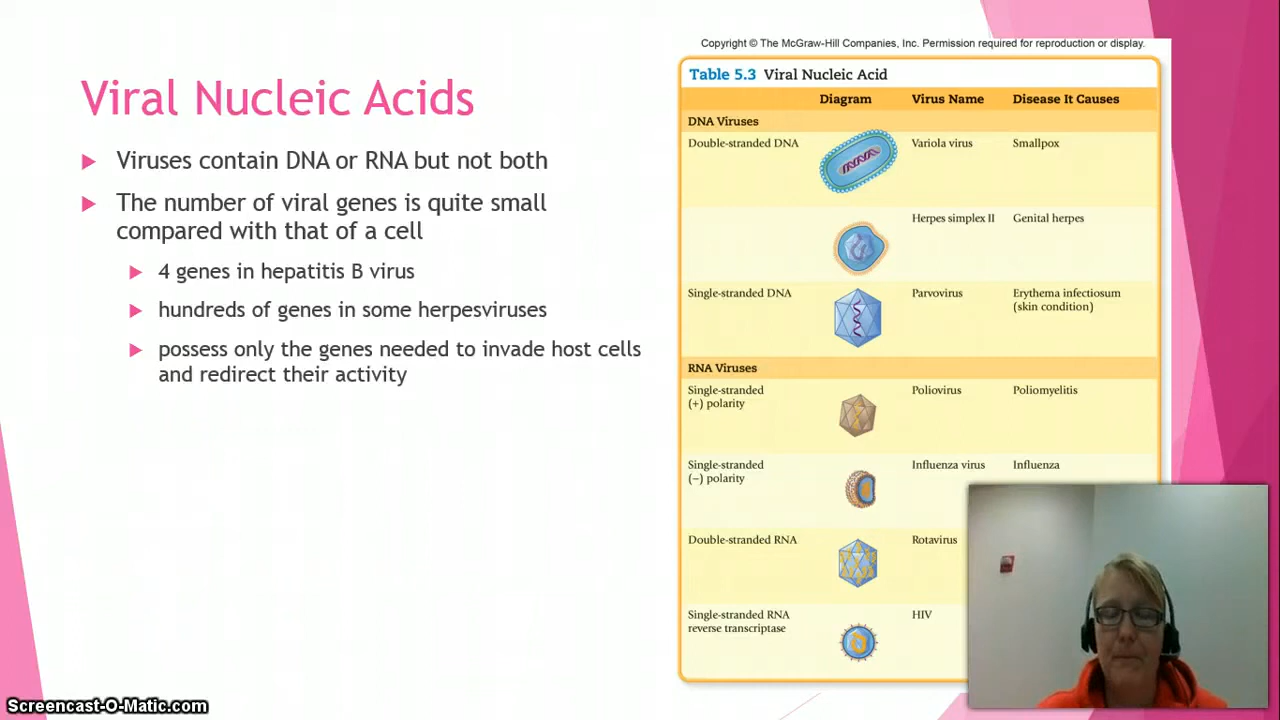 Copyright © The McGraw-Hill Companies, Inc. Permission required for reproduction or display.
Viral Nucleic Acids
Viruses contain DNA or RNA but not both
The number of viral genes is quite small
compared with that of a cell
4 genes in hepatitis B virus
hundreds of genes in some herpesviruses
possess only the genes needed to invade host cells
and redirect their activity
Table 5.3 Viral Nucleic Acid
Diagram Virus Name Disease It Causes
DNA Viruses
Double-stranded DNA Variola virus Smallpox
Herpes simplex II Genital herpes
Single-stranded DNA Parvovirus Erythema infectiosum
(skin condition)
RNA Viruses
Single-stranded Poliovirus Poliomyelitis
(+) polarity
Single-stranded Influenza virus Influenza
(−) polarity
Double-stranded RNA Rotavirus
Single-stranded RNA HIV
reverse transcriptase
Screencast-O-Matic.com